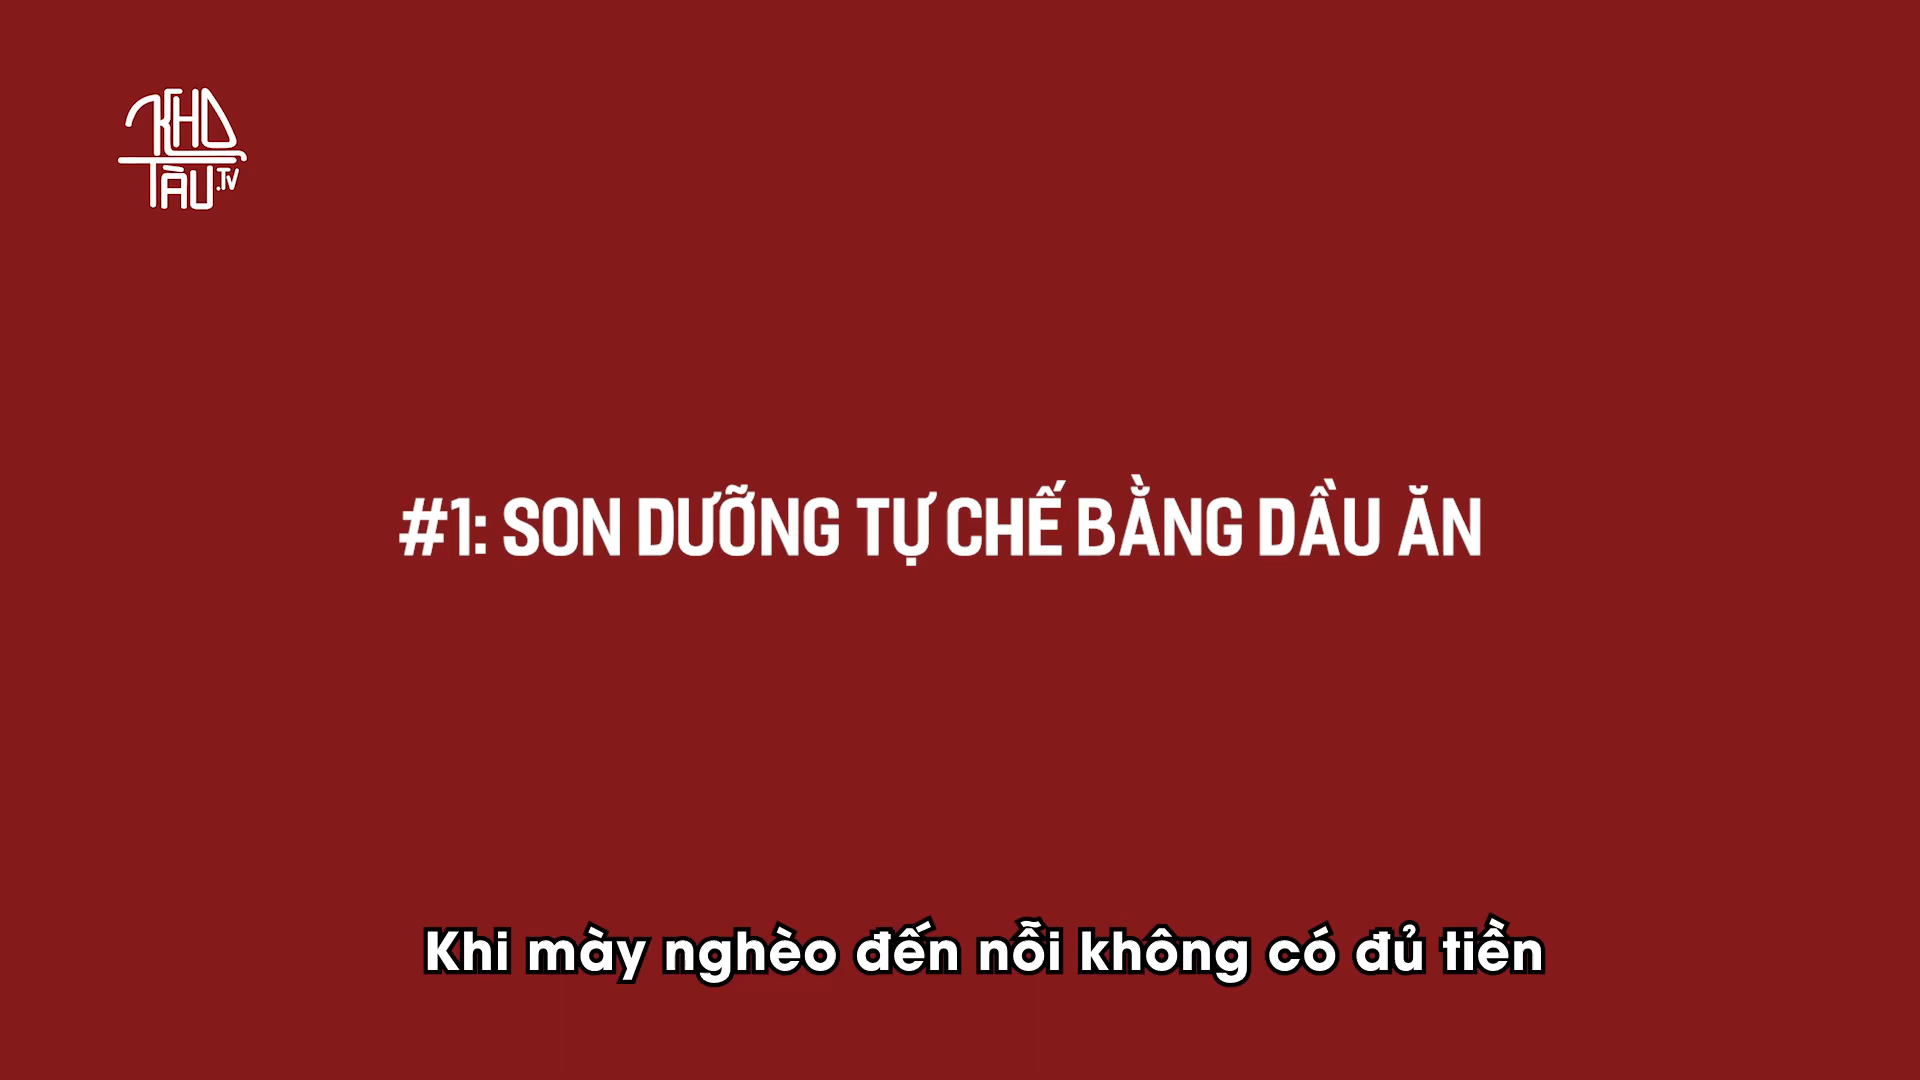 KHO
TÀU.TV
#1: SON DƯỠNG TỰ CHẾ BẰNG DẦU ĂN
Khi mày nghèo đến nỗi không có đủ tiền